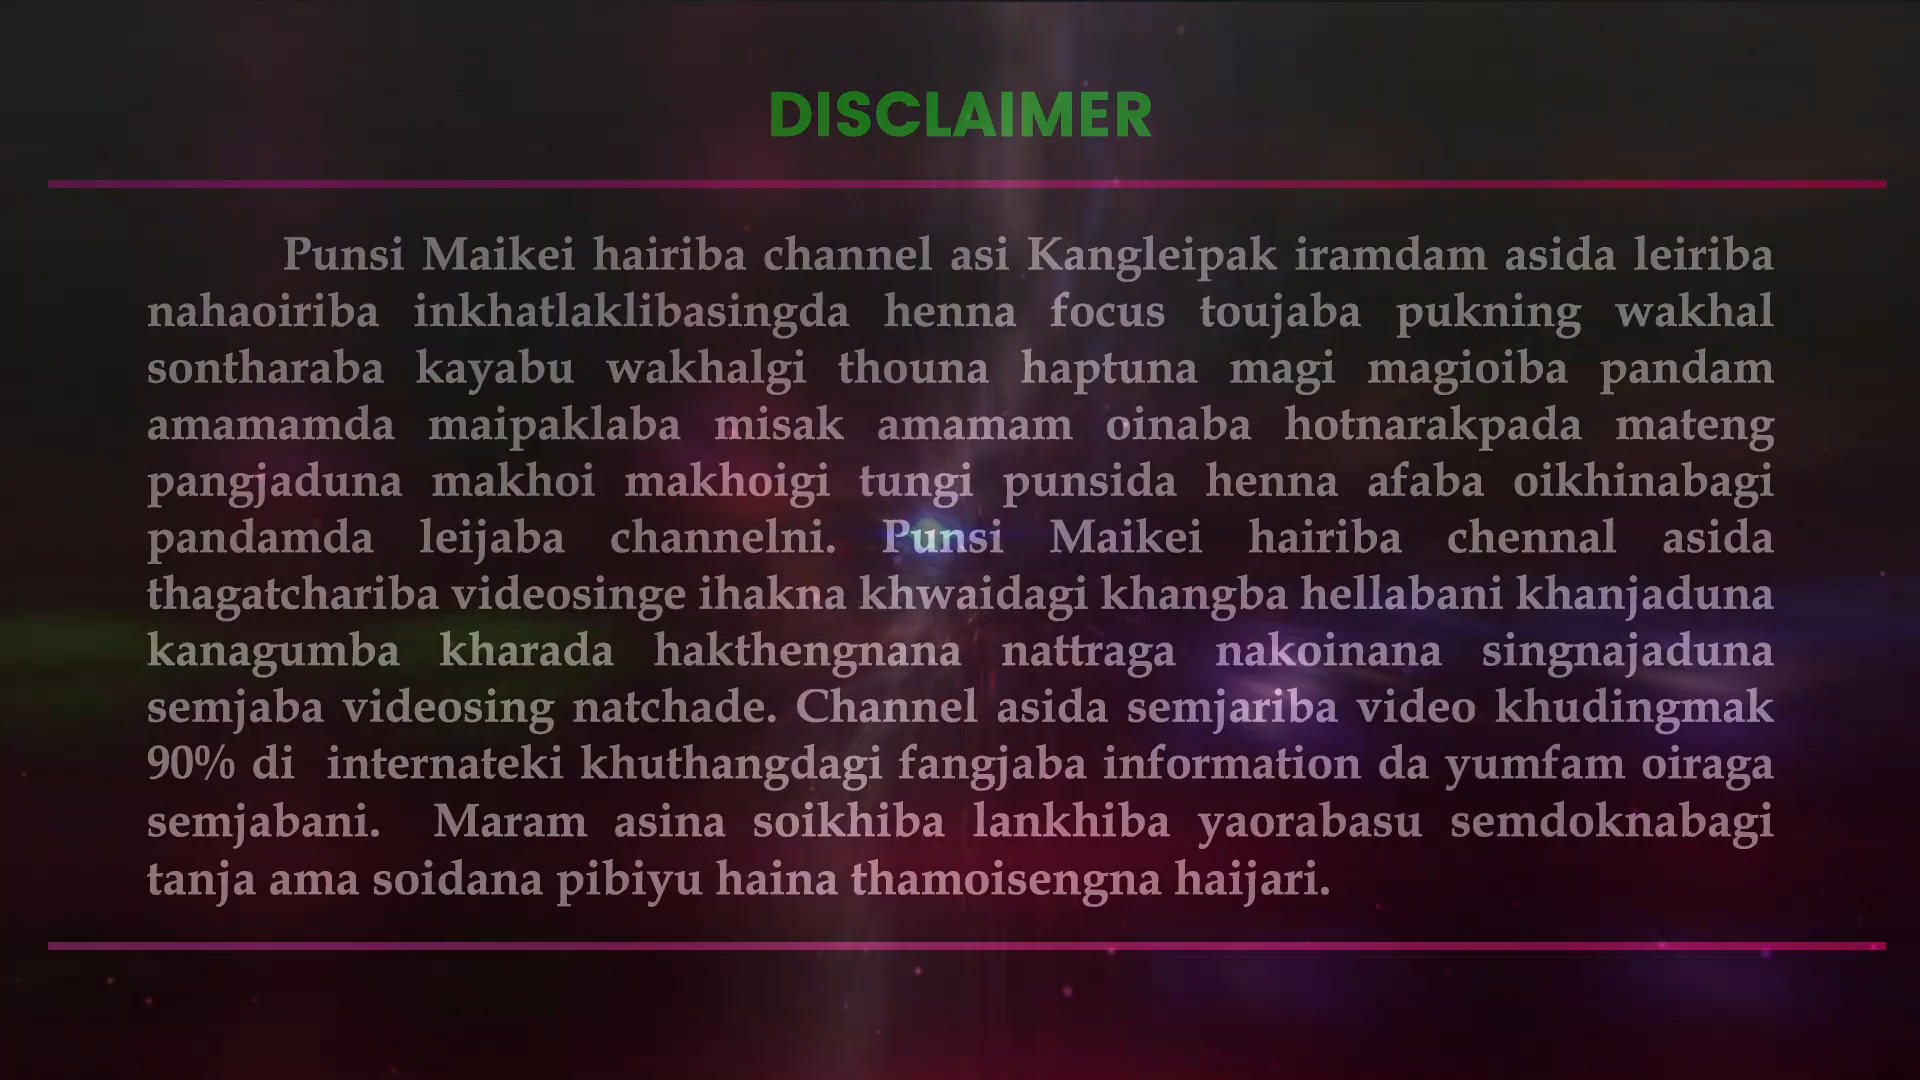 DISCLAIMER
Punsi Maikei hairiba channel asi Kangleipak iramdam asida leiriba
nahaoiriba inkhatlaklibasingda henna focus toujaba pukning wakhal
sontharaba kayabu wakhalgi thouna haptuna magi magioiba pandam
amamamda maipaklaba misak amamam oinaba hotnarakpada mateng
pangjaduna makhoi makhoigi tungi punsida henna afaba oikhinabagi
pandamda leijaba channelni. Punsi Maikei hairiba chennal asida
thagatchariba videosinge ihakna khwaidagi khangba hellabani khanjaduna
kanagumba kharada hakthengnana nattraga nakoinana singnajaduna
semjaba videosing natchade. Channel asida semjariba video khudingmak
90% di internateki khuthangdagi fangjaba information da yumfam oiraga
semjabani. Maram asina soikhiba lankhiba yaorabasu semdoknabagi
tanja ama soidana pibiyu haina thamoisengna haijari.